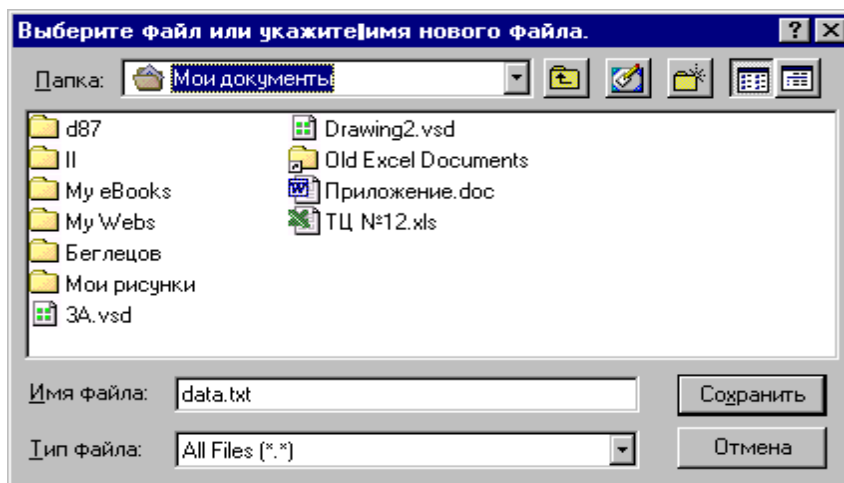 Выберите файл или укажите имя нового файла.
Папка: Мои документы
d87
ll
My eBooks
My Webs
Беглецов
Мои рисунки
3A.vsd
Drawing2.vsd
Old Excel Documents
Приложение.doc
ТЦ №12.xls
Имя файла: data.txt
Сохранить
Тип файла: All Files (*.*)
Отмена